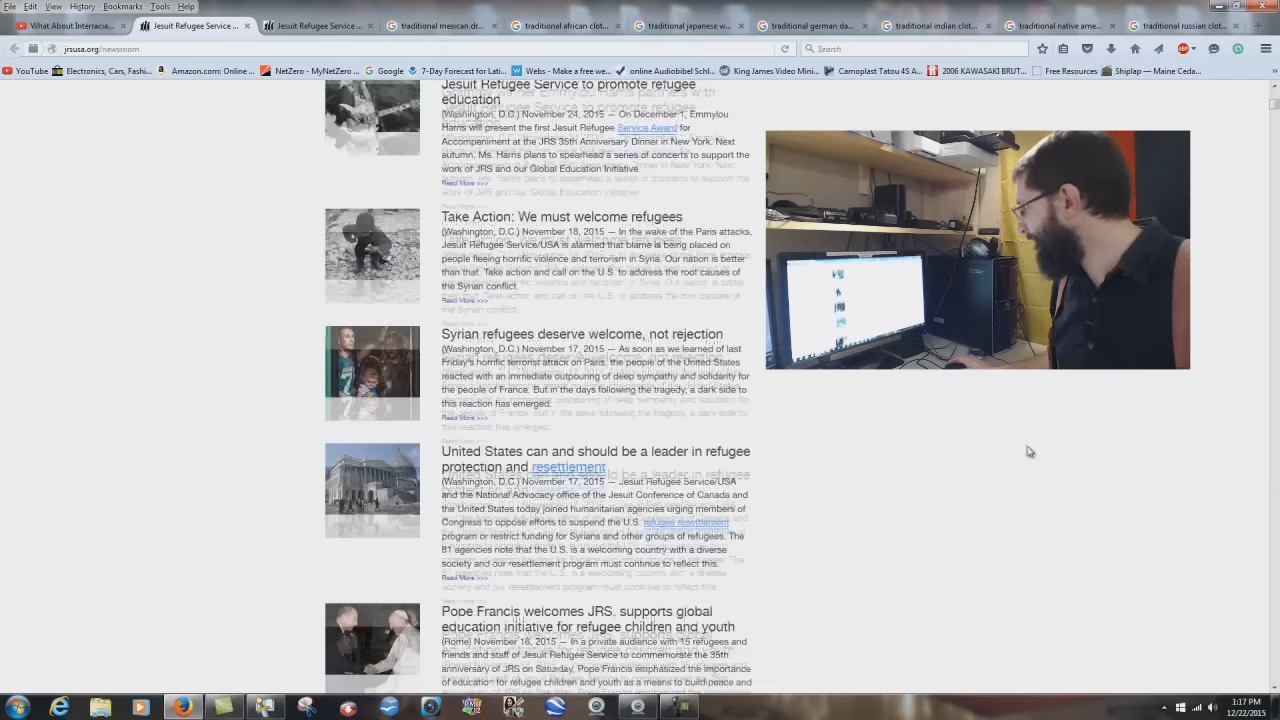 File Edit View History Bookmarks Tools Help
What About Interracia... Jesuit Refugee Service ... Jesuit Refugee Service ... traditional mexican dr... traditional african clot... traditional japanese w... traditional german da... traditional indian clot... traditional native ame... traditional russian clot...
jrsusa.org/newsroom Search
YouTube Electronics, Cars, Fashi... Amazon.com: Online ... NetZero - MyNetZero ... Google 7-Day Forecast for Lati... Webs - Make a free we... online Audiobibel Schl... King James Video Mini... Camoplast Tatou 4S A... 2006 KAWASAKI BRUT... Free Resources Shiplap — Maine Ceda...
Jesuit Refugee Service to promote refugee
education
(Washington, D.C.) November 24, 2015 — On December 1, Emmylou
Harris will present the first Jesuit Refugee Service Award for
Accompaniment at the JRS 35th Anniversary Dinner in New York. Next
autumn, Ms. Harris plans to spearhead a series of concerts to support the
work of JRS and our Global Education Initiative.
Read More >>>
Take Action: We must welcome refugees
(Washington, D.C.) November 18, 2015 — In the wake of the Paris attacks,
Jesuit Refugee Service/USA is alarmed that blame is being placed on
people fleeing horrific violence and terrorism in Syria. Our nation is better
than that. Take action and call on the U.S. to address the root causes of
the Syrian conflict.
Read More >>>
Syrian refugees deserve welcome, not rejection
(Washington, D.C.) November 17, 2015 — As soon as we learned of last
Friday's horrific terrorist attack on Paris, the people of the United States
reacted with an immediate outpouring of deep sympathy and solidarity for
the people of France. But in the days following the tragedy, a dark side to
this reaction has emerged.
Read More >>>
United States can and should be a leader in refugee
protection and resettlement
(Washington, D.C.) November 17, 2015 — Jesuit Refugee Service/USA
and the National Advocacy office of the Jesuit Conference of Canada and
the United States today joined humanitarian agencies urging members of
Congress to oppose efforts to suspend the U.S. refugee resettlement
program or restrict funding for Syrians and other groups of refugees. The
81 agencies note that the U.S. is a welcoming country with a diverse
society and our resettlement program must continue to reflect this.
Read More >>>
Pope Francis welcomes JRS, supports global
education initiative for refugee children and youth
(Rome) November 16, 2015 — In a private audience with 15 refugees and
friends and staff of Jesuit Refugee Service to commemorate the 35th
anniversary of JRS on Saturday, Pope Francis emphasized the importance
of education for refugee children and youth as a means to build peace and
1:17 PM
12/22/2015